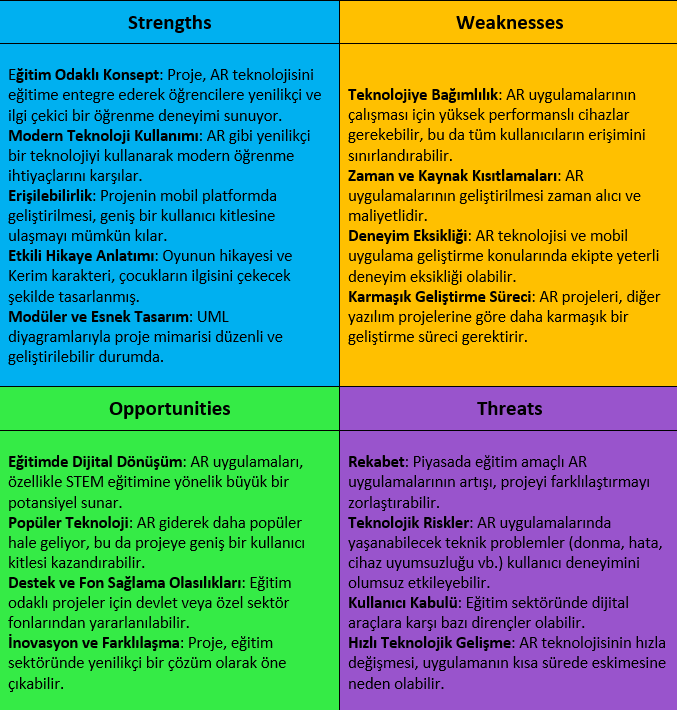 Strengths
Eğitim Odaklı Konsept: Proje, AR teknolojisini
eğitime entegre ederek öğrencilere yenilikçi ve
ilgi çekici bir öğrenme deneyimi sunuyor.
Modern Teknoloji Kullanımı: AR gibi yenilikçi
bir teknolojiyi kullanarak modern öğrenme
ihtiyaçlarını karşılar.
Erişilebilirlik: Projenin mobil platformda
geliştirilmesi, geniş bir kullanıcı kitlesine
ulaşmayı mümkün kılar.
Etkili Hikaye Anlatımı: Oyunun hikayesi ve
Kerim karakteri, çocukların ilgisini çekecek
şekilde tasarlanmış.
Modüler ve Esnek Tasarım: UML
diyagramlarıyla proje mimarisi düzenli ve
geliştirilebilir durumda.
Weaknesses
Teknolojiye Bağımlılık: AR uygulamalarının
çalışması için yüksek performanslı cihazlar
gerekebilir, bu da tüm kullanıcıların erişimini
sınırlandırabilir.
Zaman ve Kaynak Kısıtlamaları: AR
uygulamalarının geliştirilmesi zaman alıcı ve
maliyetlidir.
Deneyim Eksikliği: AR teknolojisi ve mobil
uygulama geliştirme konularında ekipte yeterli
deneyim eksikliği olabilir.
Karmaşık Geliştirme Süreci: AR projeleri, diğer
yazılım projelerine göre daha karmaşık bir
geliştirme süreci gerektirir.
Opportunities
Eğitimde Dijital Dönüşüm: AR uygulamaları,
özellikle STEM eğitimine yönelik büyük bir
potansiyel sunar.
Popüler Teknoloji: AR giderek daha popüler
hale geliyor, bu da projeye geniş bir kullanıcı
kitlesi kazandırabilir.
Destek ve Fon Sağlama Olasılıkları: Eğitim
odaklı projeler için devlet veya özel sektör
fonlarından yararlanılabilir.
İnovasyon ve Farklılaşma: Proje, eğitim
sektöründe yenilikçi bir çözüm olarak öne
çıkabilir.
Threats
Rekabet: Piyasada eğitim amaçlı AR
uygulamalarının artışı, projeyi farklılaştırmayı
zorlaştırabilir.
Teknolojik Riskler: AR uygulamalarında
yaşanabilecek teknik problemler (donma, hata,
cihaz uyumsuzluğu vb.) kullanıcı deneyimini
olumsuz etkileyebilir.
Kullanıcı Kabulü: Eğitim sektöründe dijital
araçlara karşı bazı dirençler olabilir.
Hızlı Teknolojik Gelişme: AR teknolojisinin hızla
değişmesi, uygulamanın kısa sürede eskimesine
neden olabilir.